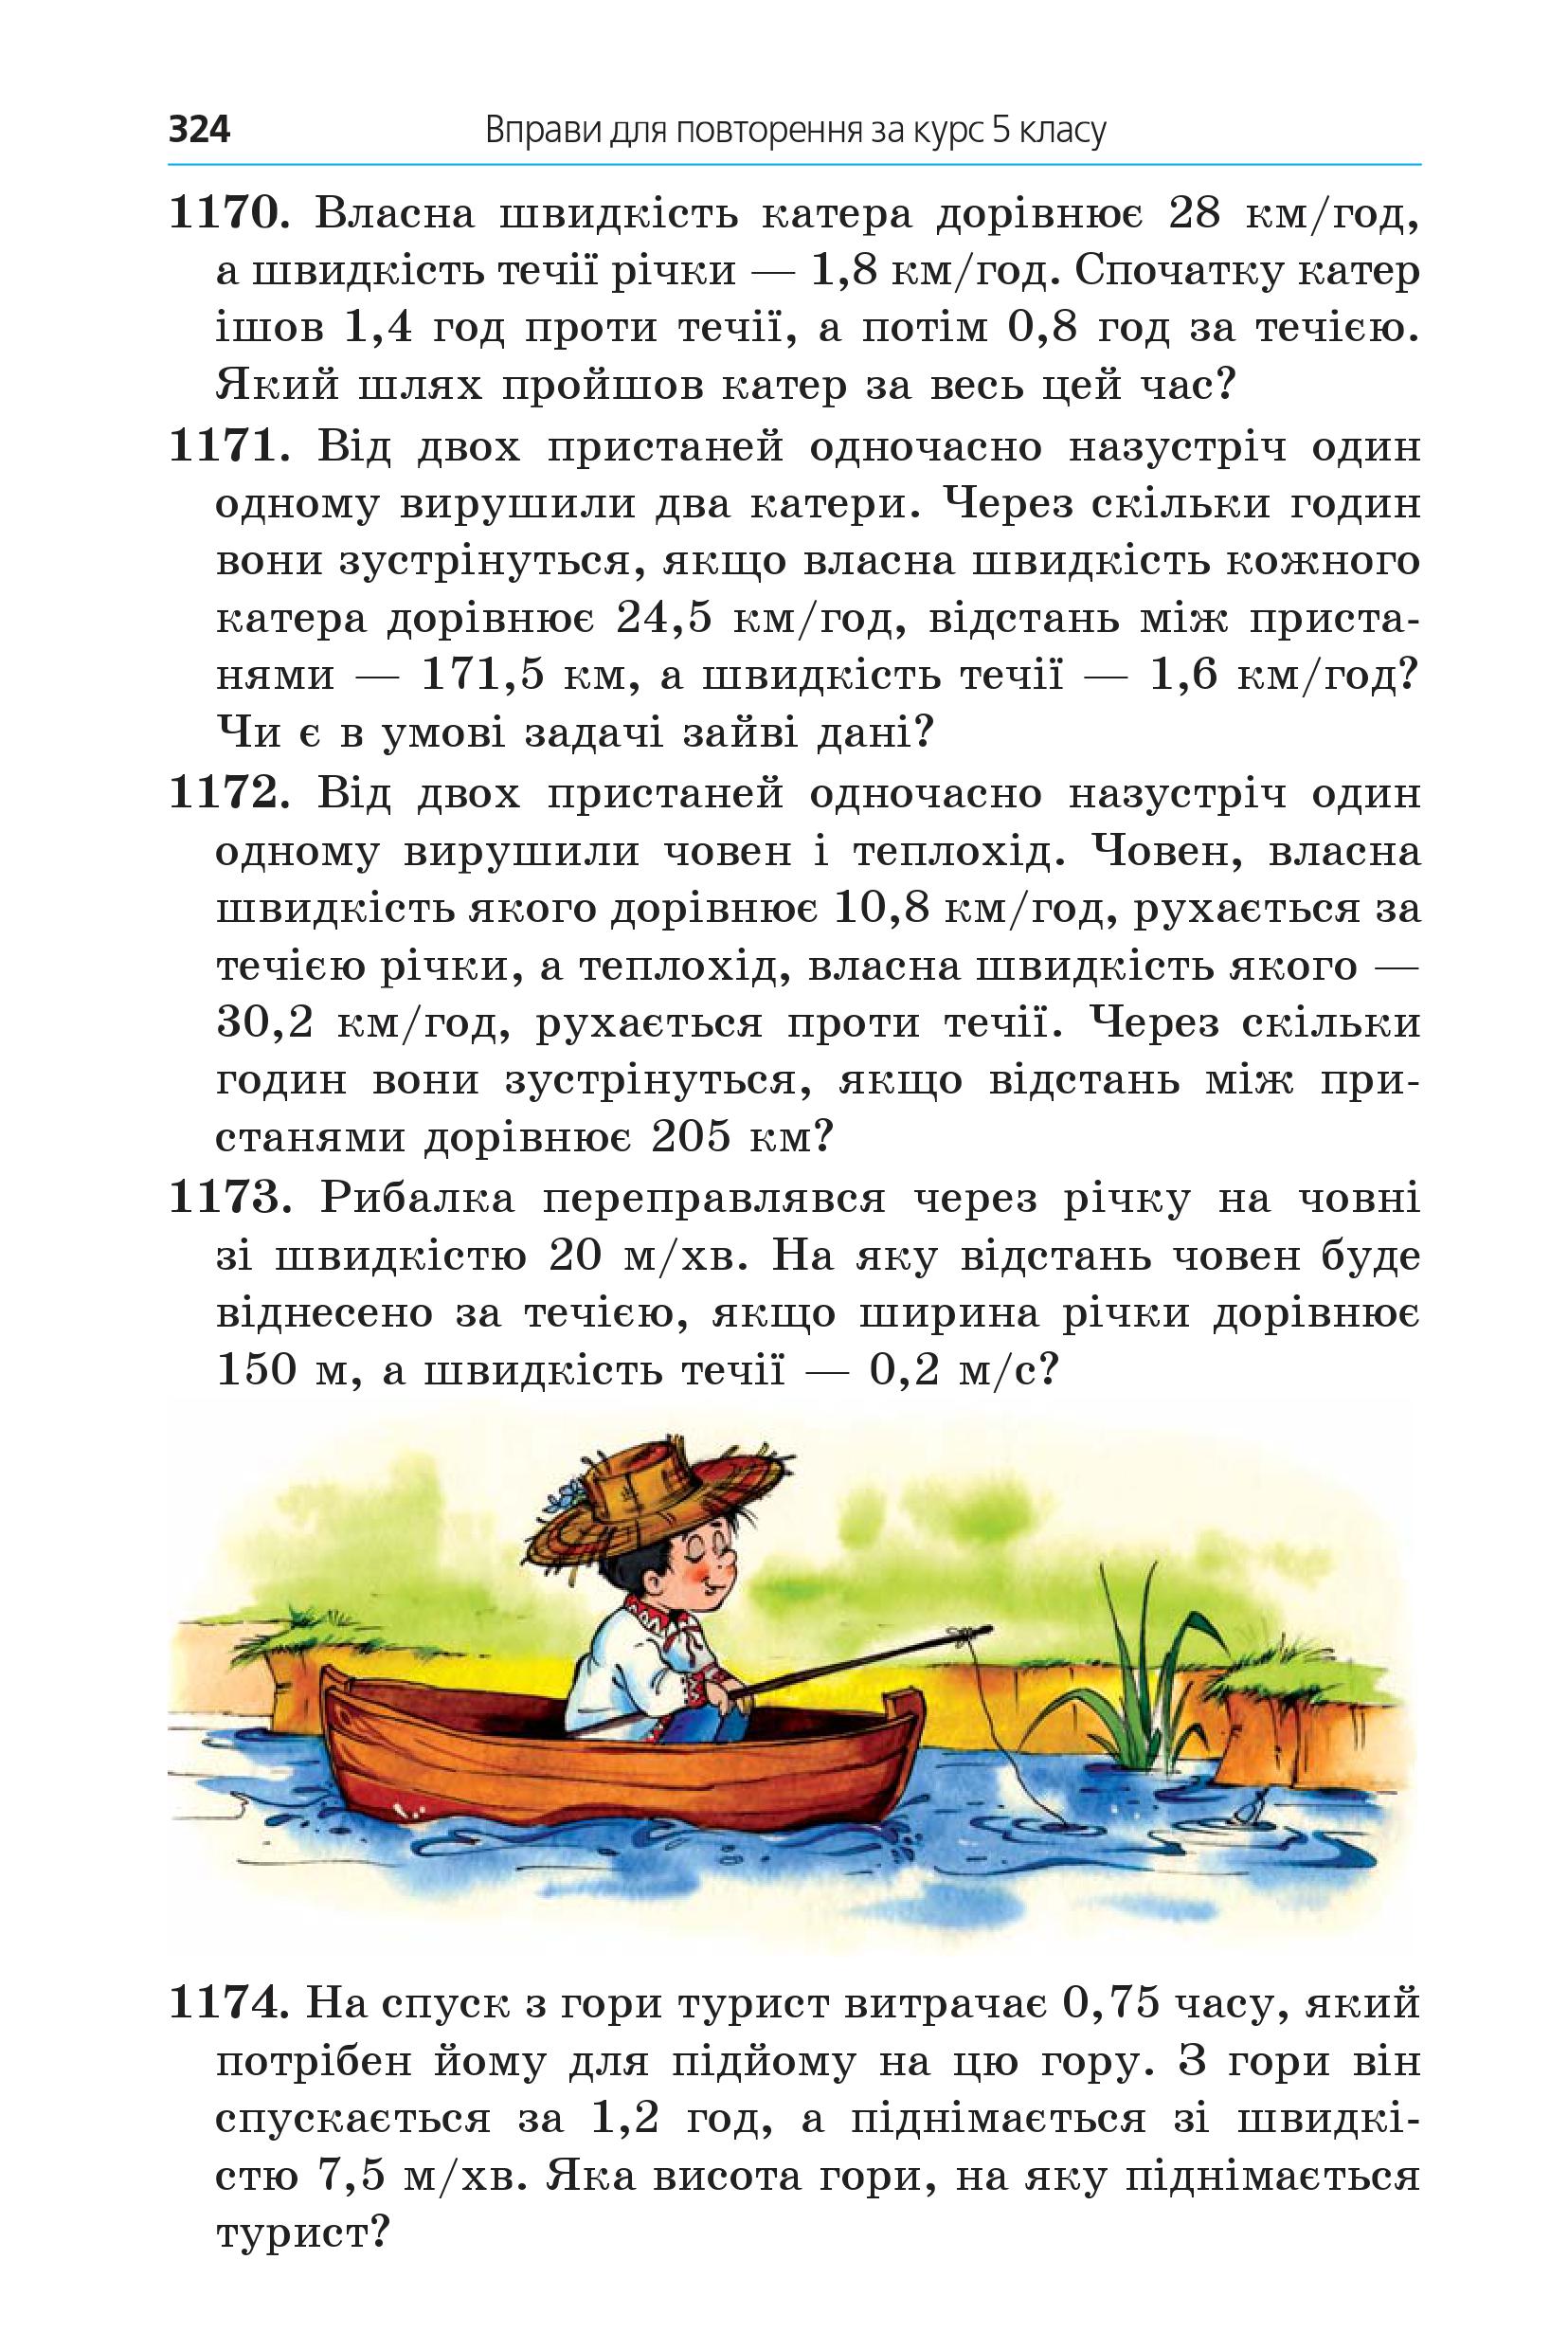 324 Вправи для повторення за курс 5 класу
1170. Власна швидкість катера дорівнює 28 км/год,
а швидкість течії річки — 1,8 км/год. Спочатку катер
ішов 1,4 год проти течії, а потім 0,8 год за течією.
Який шлях пройшов катер за весь цей час?
1171. Від двох пристаней одночасно назустріч один
одному вирушили два катери. Через скільки годин
вони зустрінуться, якщо власна швидкість кожного
катера дорівнює 24,5 км/год, відстань між приста-
нями — 171,5 км, а швидкість течії — 1,6 км/год?
Чи є в умові задачі зайві дані?
1172. Від двох пристаней одночасно назустріч один
одному вирушили човен і теплохід. Човен, власна
швидкість якого дорівнює 10,8 км/год, рухається за
течією річки, а теплохід, власна швидкість якого —
30,2 км/год, рухається проти течії. Через скільки
годин вони зустрінуться, якщо відстань між при-
станями дорівнює 205 км?
1173. Рибалка переправлявся через річку на човні
зі швидкістю 20 м/хв. На яку відстань човен буде
віднесено за течією, якщо ширина річки дорівнює
150 м, а швидкість течії — 0,2 м/с?
1174. На спуск з гори турист витрачає 0,75 часу, який
потрібен йому для підйому на цю гору. З гори він
спускається за 1,2 год, а піднімається зі швидкі-
стю 7,5 м/хв. Яка висота гори, на яку піднімається
турист?